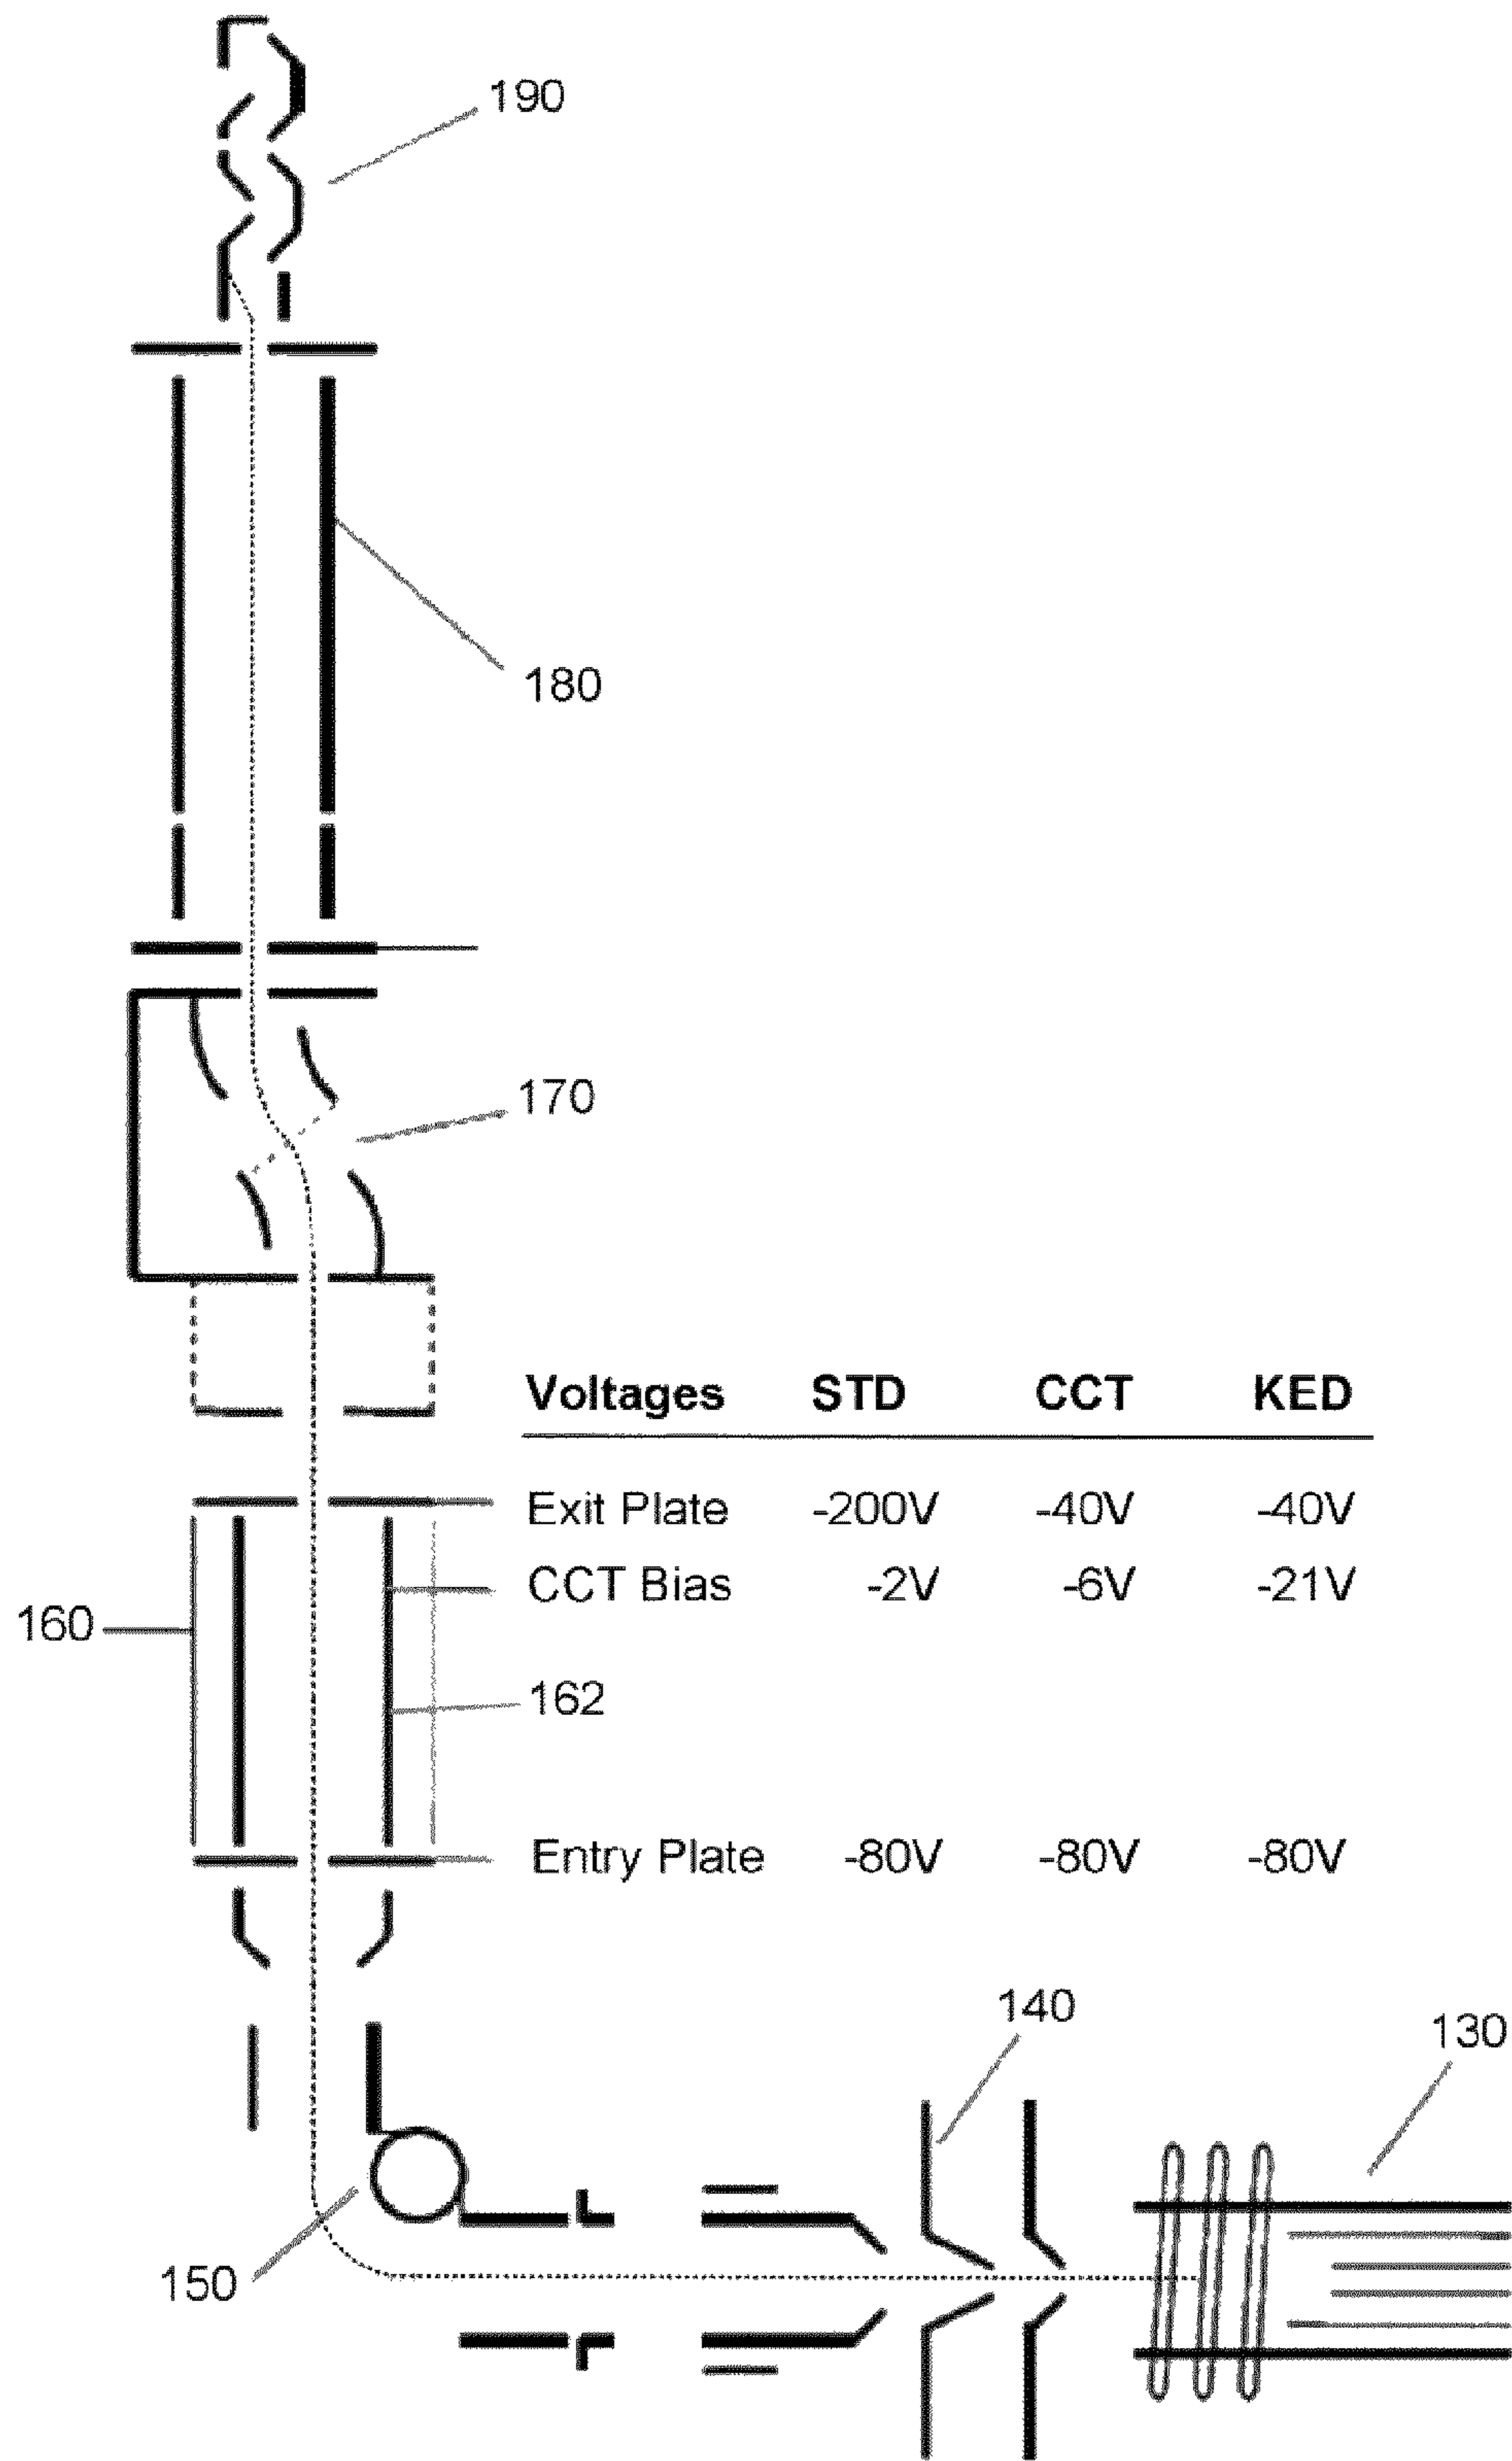 190
180
170
Voltages STD CCT KED
Exit Plate -200V -40V -40V
CCT Bias -2V -6V -21V
160
162
Entry Plate -80V -80V -80V
140
130
150